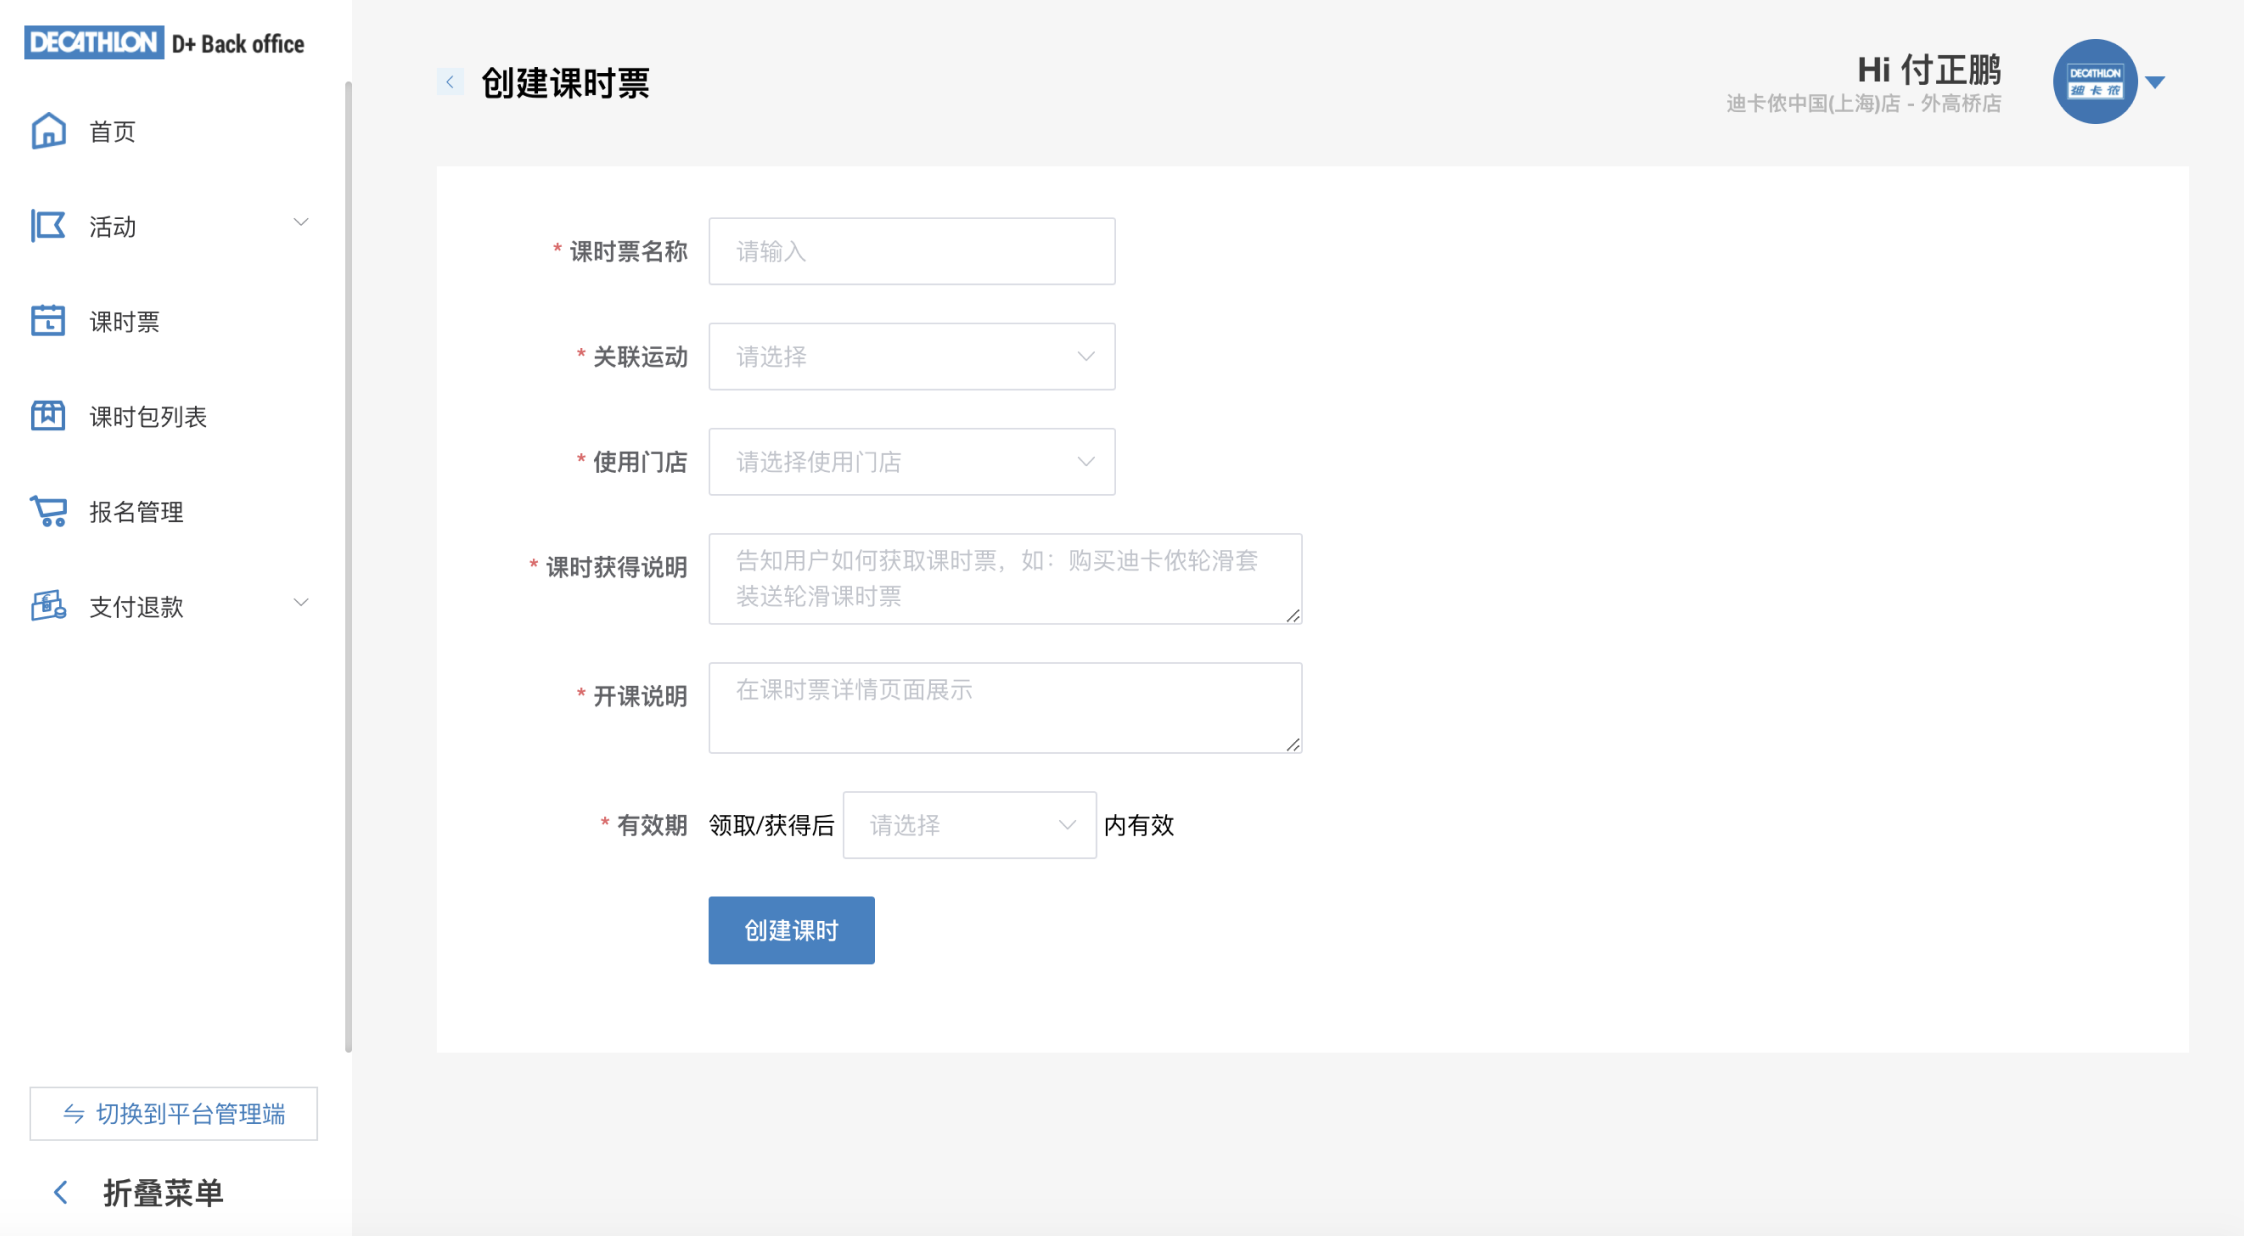 DECATHLON D+ Back office
首页
活动
课时票
课时包列表
报名管理
支付退款
切换到平台管理端
折叠菜单
创建课时票
Hi 付正鹏
迪卡侬中国(上海)店 - 外高桥店
DECATHLON
迪卡侬
* 课时票名称 请输入
* 关联运动 请选择
* 使用门店 请选择使用门店
* 课时获得说明 告知用户如何获取课时票，如：购买迪卡侬轮滑套
装送轮滑课时票
* 开课说明 在课时票详情页面展示
* 有效期 领取/获得后 请选择 内有效
创建课时